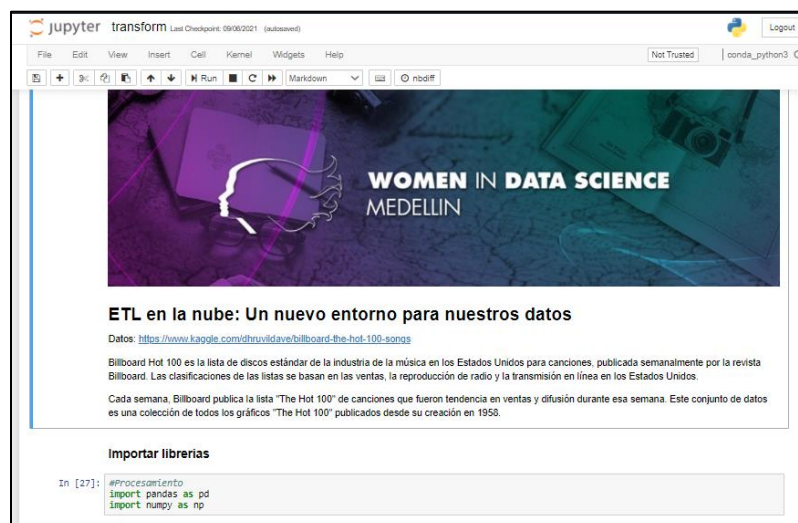 jupyter transform Last Checkpoint: 09/08/2021 (autosaved)
Logout
File Edit View Insert Cell Kernel Widgets Help
Not Trusted conda_python3
Run Markdown nbdiff
WOMEN IN DATA SCIENCE
MEDELLIN
ETL en la nube: Un nuevo entorno para nuestros datos
Datos: https://www.kaggle.com/dhruvildave/billboard-the-hot-100-songs
Billboard Hot 100 es la lista de discos estándar de la industria de la música en los Estados Unidos para canciones, publicada semanalmente por la revista
Billboard. Las clasificaciones de las listas se basan en las ventas, la reproducción de radio y la transmisión en línea en los Estados Unidos.
Cada semana, Billboard publica la lista "The Hot 100" de canciones que fueron tendencia en ventas y difusión durante esa semana. Este conjunto de datos
es una colección de todos los gráficos "The Hot 100" publicados desde su creación en 1958.
Importar librerias
In [27]: #Procesamiento
import pandas as pd
import numpy as np